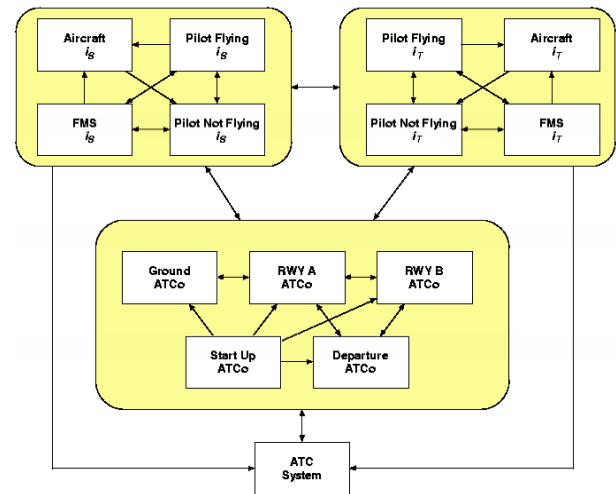 Aircraft
i_S
Pilot Flying
i_S
FMS
i_S
Pilot Not Flying
i_S
Pilot Flying
i_T
Aircraft
i_T
Pilot Not Flying
i_T
FMS
i_T
Ground
ATCo
RWY A
ATCo
RWY B
ATCo
Start Up
ATCo
Departure
ATCo
ATC
System